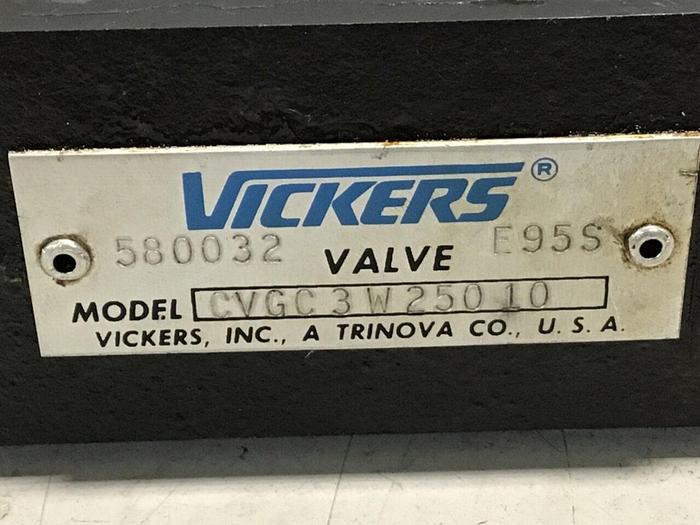 VICKERS®
580032 VALVE E95S
MODEL CVGC 3 W 250 10
VICKERS, INC., A TRINOVA CO., U. S. A.